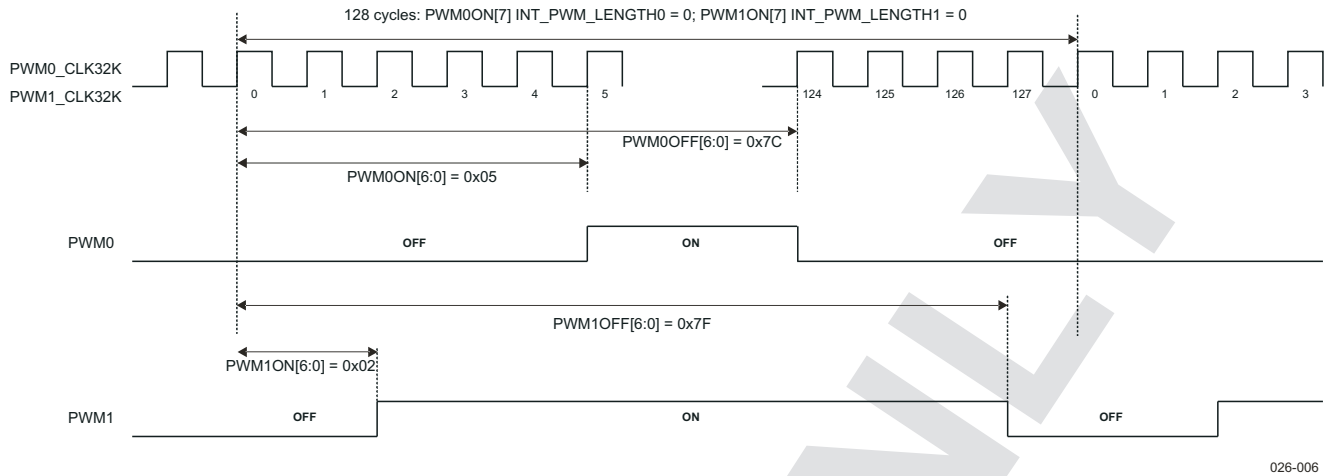 128 cycles: PWM0ON[7] INT_PWM_LENGTH0 = 0; PWM1ON[7] INT_PWM_LENGTH1 = 0
PWM0_CLK32K
PWM1_CLK32K
0 1 2 3 4 5 124 125 126 127 0 1 2 3
PWM0OFF[6:0] = 0x7C
PWM0ON[6:0] = 0x05
PWM0 OFF ON OFF
PWM1OFF[6:0] = 0x7F
PWM1ON[6:0] = 0x02
PWM1 OFF ON OFF
026-006
NLY